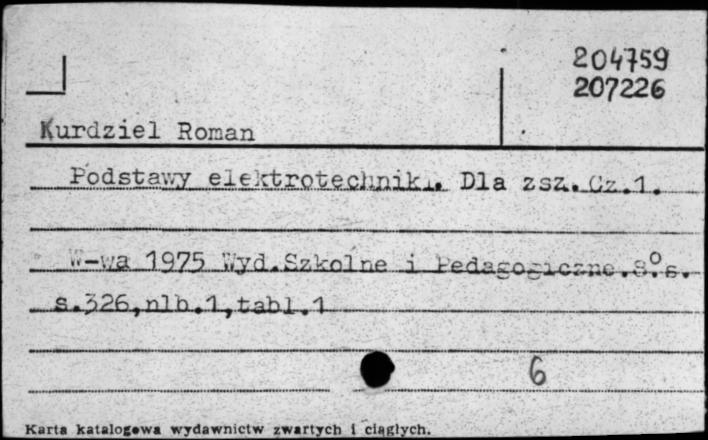 204759
207226
Kurdziel Roman
Podstawy elektrotechniki. Dla zsz. Cz.1.
W-wa 1975 Wyd.Szkolne i Pedagogiczne.8°s.
s.326,nlb.1,tabl.1
6
Karta katalogowa wydawnictw zwartych i ciągłych.